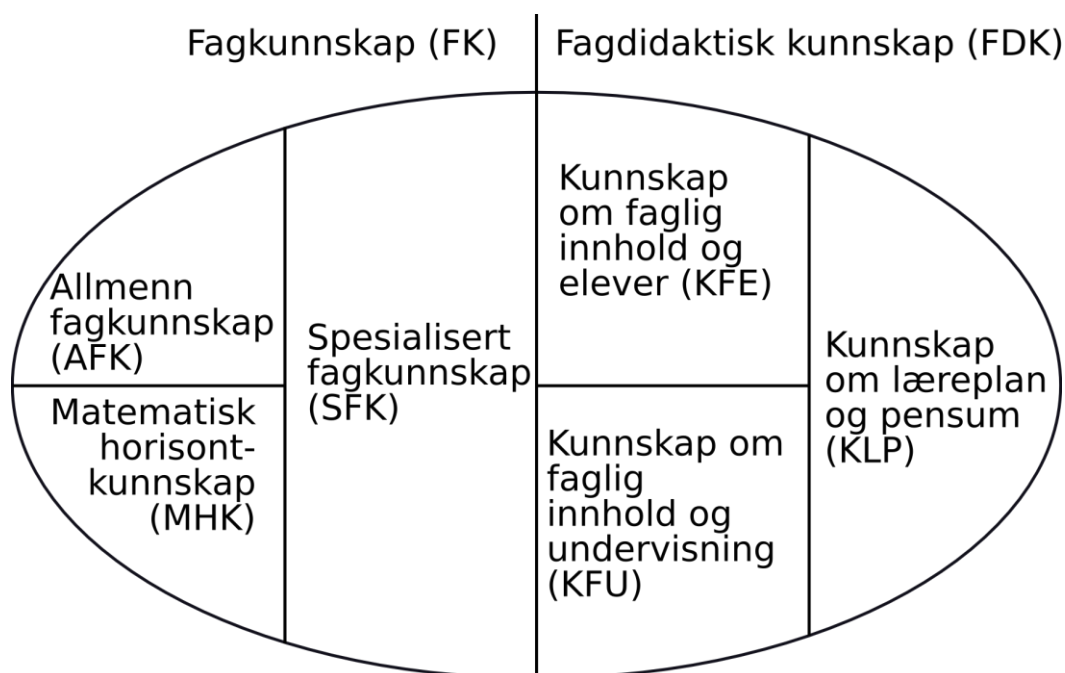 Fagkunnskap (FK)
Fagdidaktisk kunnskap (FDK)
Allmenn
fagkunnskap
(AFK)
Matematisk
horisont-
kunnskap
(MHK)
Spesialisert
fagkunnskap
(SFK)
Kunnskap
om faglig
innhold og
elever (KFE)
Kunnskap om
faglig
innhold og
undervisning
(KFU)
Kunnskap
om læreplan
og pensum
(KLP)